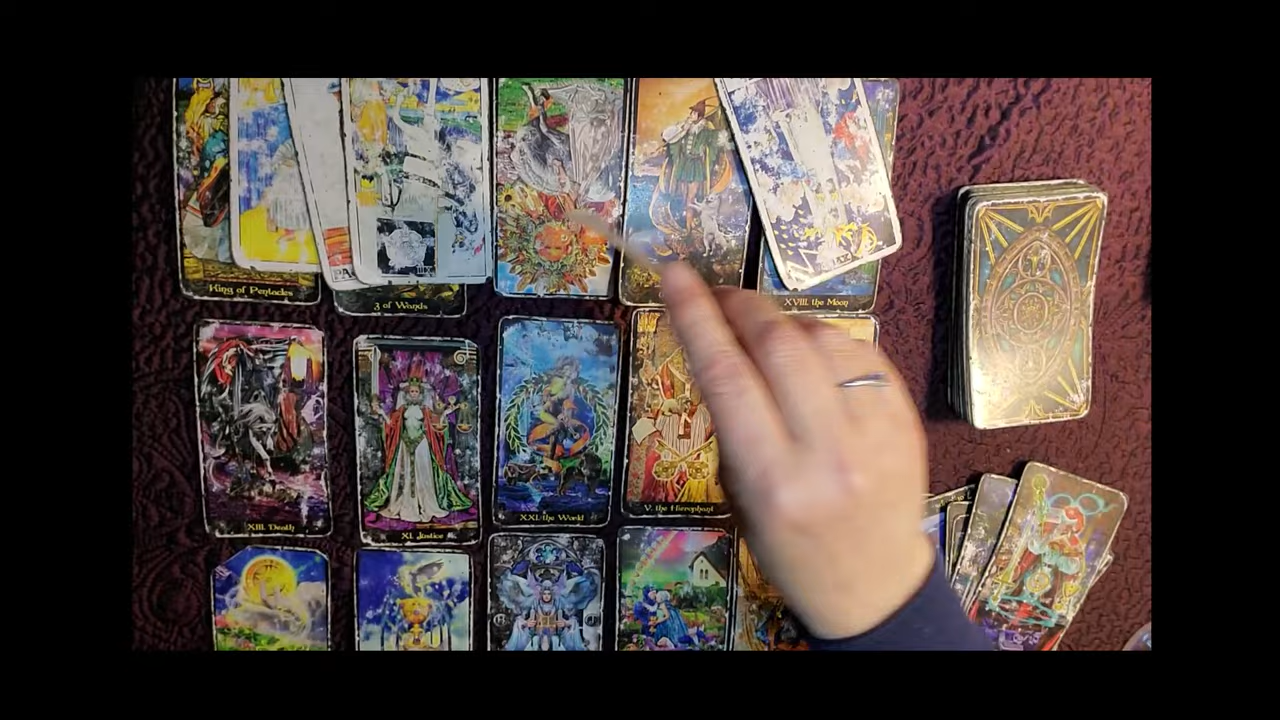 King of Pentacles
3 of Wands
XVIII. the Moon
XIII. Death
XI. Justice
XXI. the World
V. the Hierophant